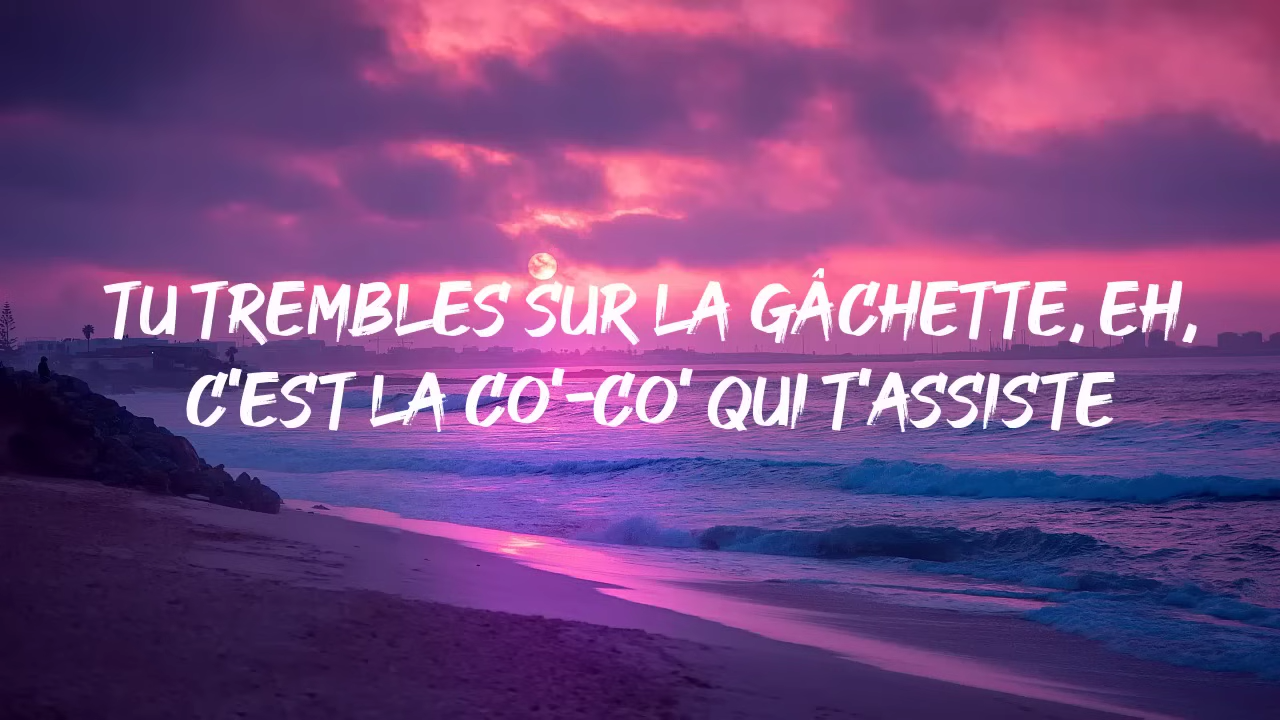 TU TREMBLES SUR LA GÂCHETTE, EH,
C'EST LA CO'-CO' QUI T'ASSISTE